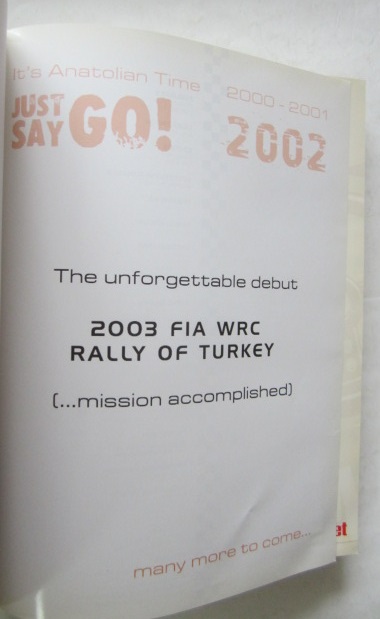 It's Anatolian Time
JUST
SAY GO!
2000 - 2001
2002
The unforgettable debut
2003 FIA WRC
RALLY OF TURKEY
(...mission accomplished)
many more to come...